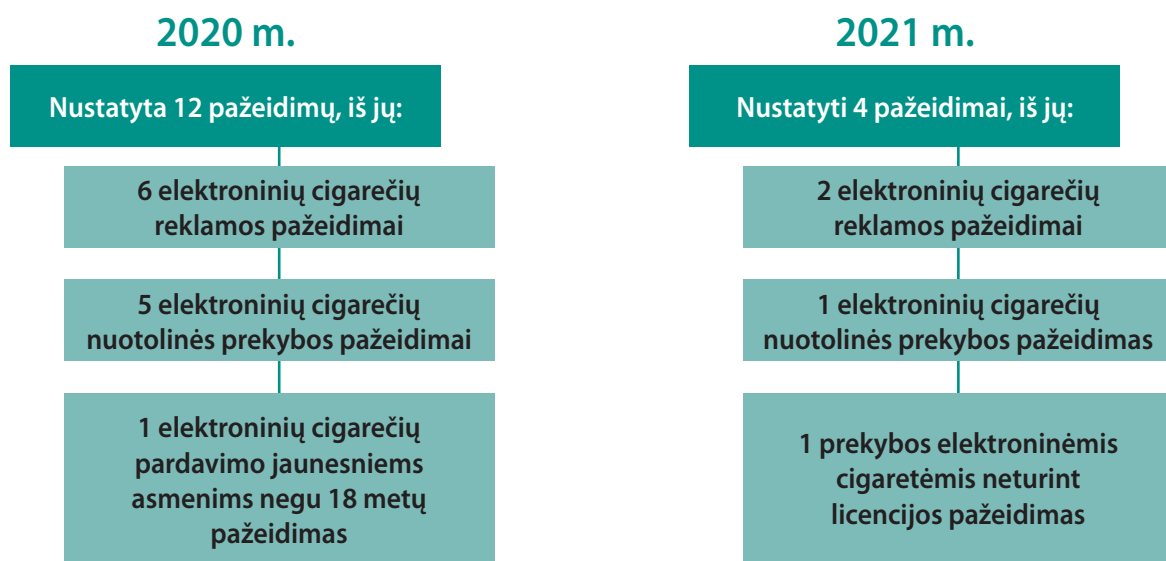 2020 m.
Nustatyta 12 pažeidimų, iš jų:
6 elektroninių cigarečių
reklamos pažeidimai
5 elektroninių cigarečių
nuotolinės prekybos pažeidimai
1 elektroninių cigarečių
pardavimo jaunesniems
asmenims negu 18 metų
pažeidimas
2021 m.
Nustatyti 4 pažeidimai, iš jų:
2 elektroninių cigarečių
reklamos pažeidimai
1 elektroninių cigarečių
nuotolinės prekybos pažeidimas
1 prekybos elektroninėmis
cigaretėmis neturint
licencijos pažeidimas